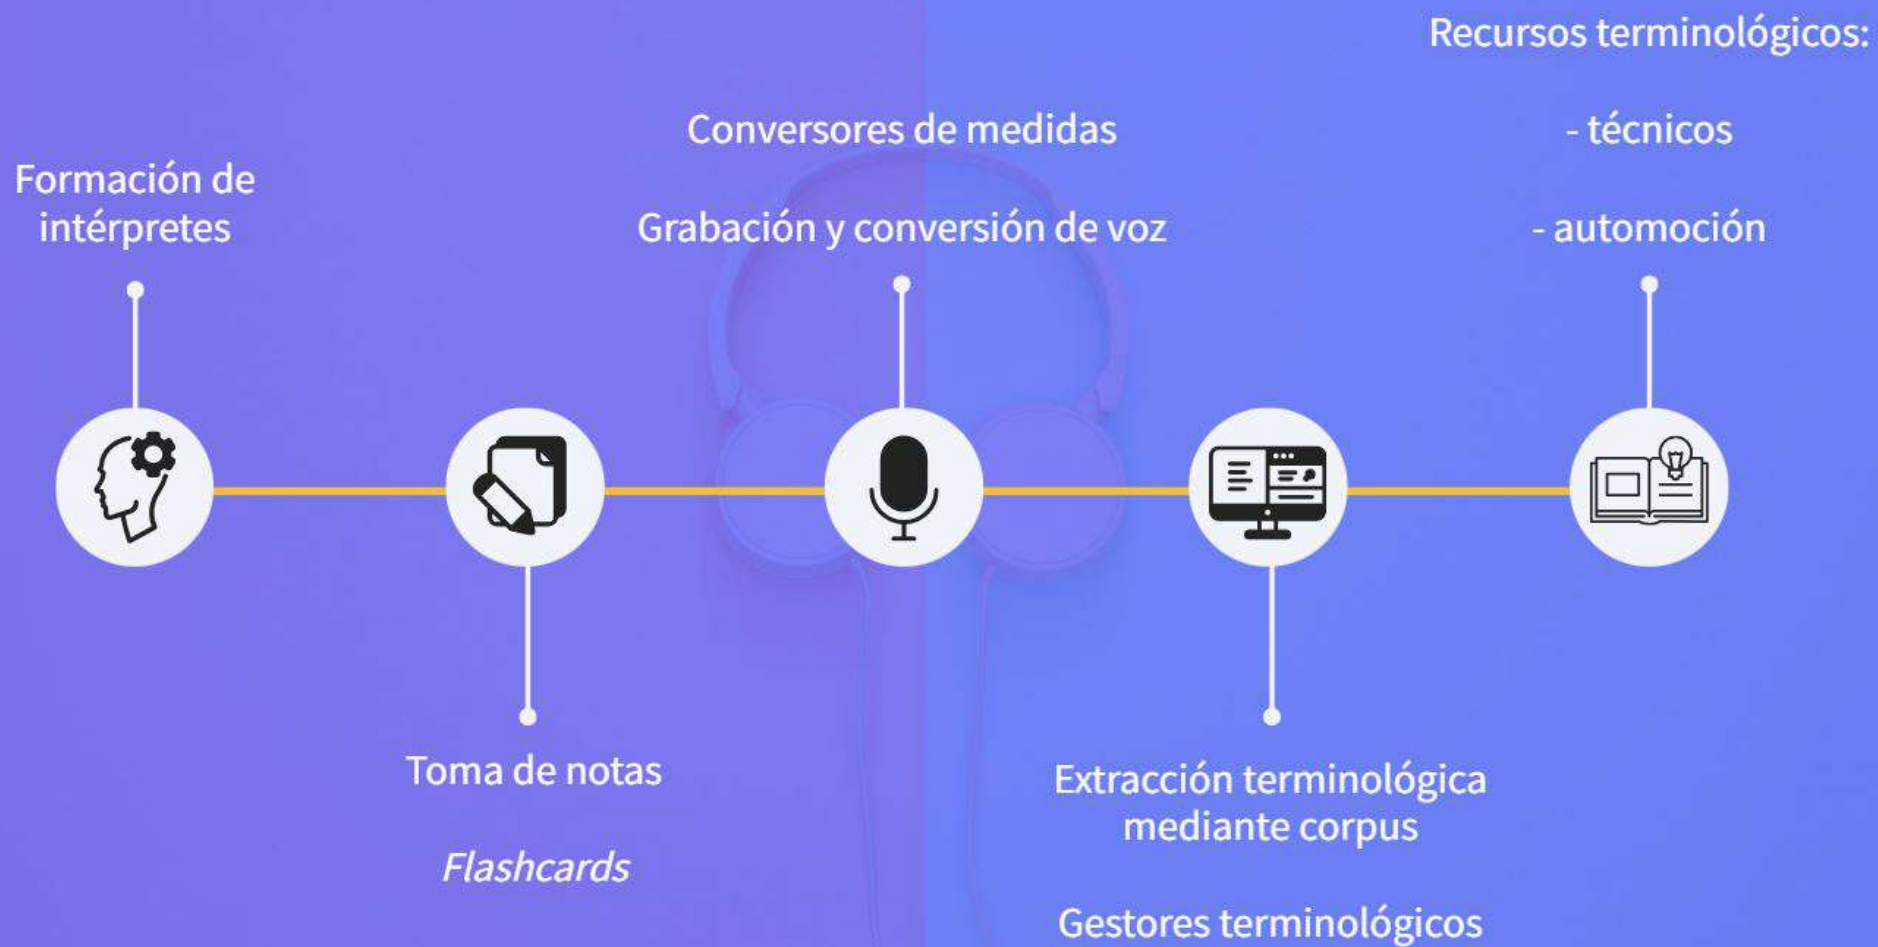 Formación de
intérpretes
Toma de notas
Flashcards
Conversores de medidas
Grabación y conversión de voz
Extracción terminológica
mediante corpus
Gestores terminológicos
Recursos terminológicos:
- técnicos
- automoción